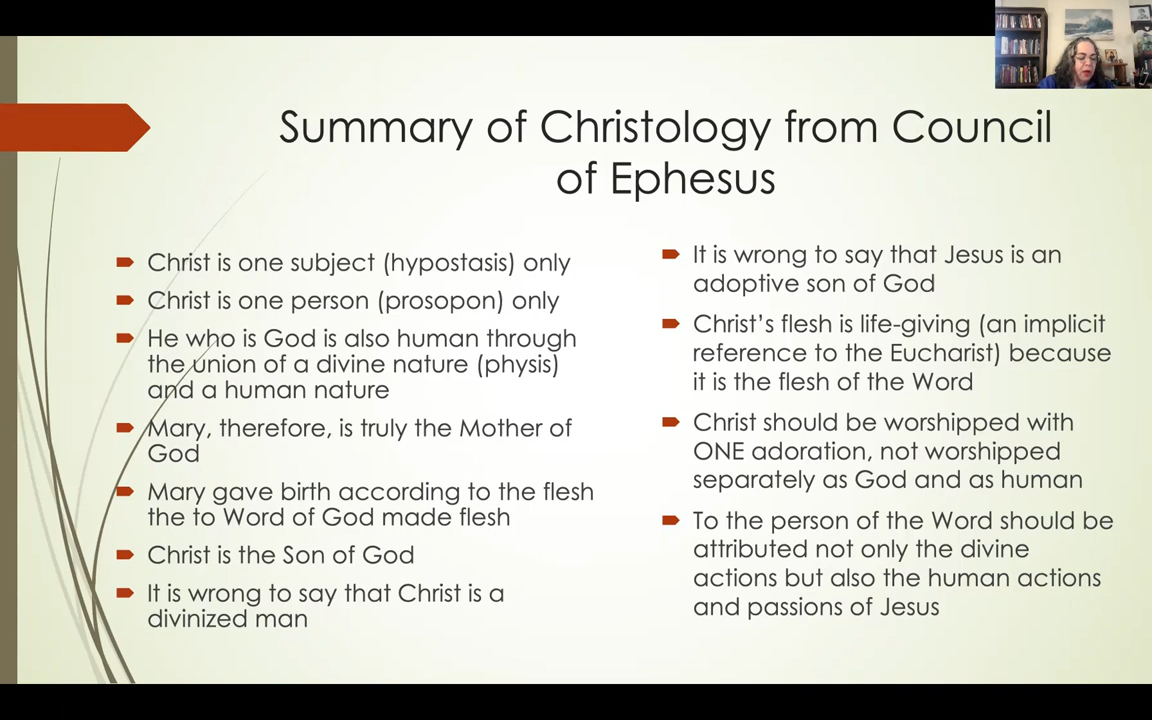 Summary of Christology from Council
of Ephesus
Christ is one subject (hypostasis) only
Christ is one person (prosopon) only
He who is God is also human through
the union of a divine nature (physis)
and a human nature
Mary, therefore, is truly the Mother of
God
Mary gave birth according to the flesh
the to Word of God made flesh
Christ is the Son of God
It is wrong to say that Christ is a
divinized man
It is wrong to say that Jesus is an
adoptive son of God
Christ’s flesh is life-giving (an implicit
reference to the Eucharist) because
it is the flesh of the Word
Christ should be worshipped with
ONE adoration, not worshipped
separately as God and as human
To the person of the Word should be
attributed not only the divine
actions but also the human actions
and passions of Jesus